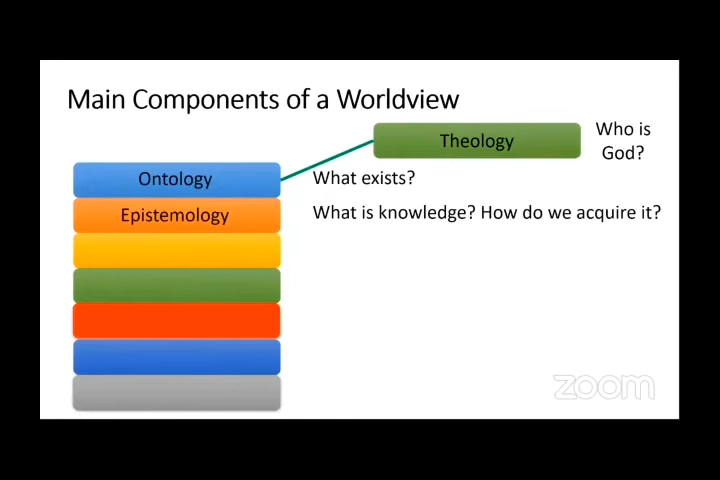 Main Components of a Worldview
Theology
Who is
God?
Ontology
What exists?
Epistemology
What is knowledge? How do we acquire it?
zoom